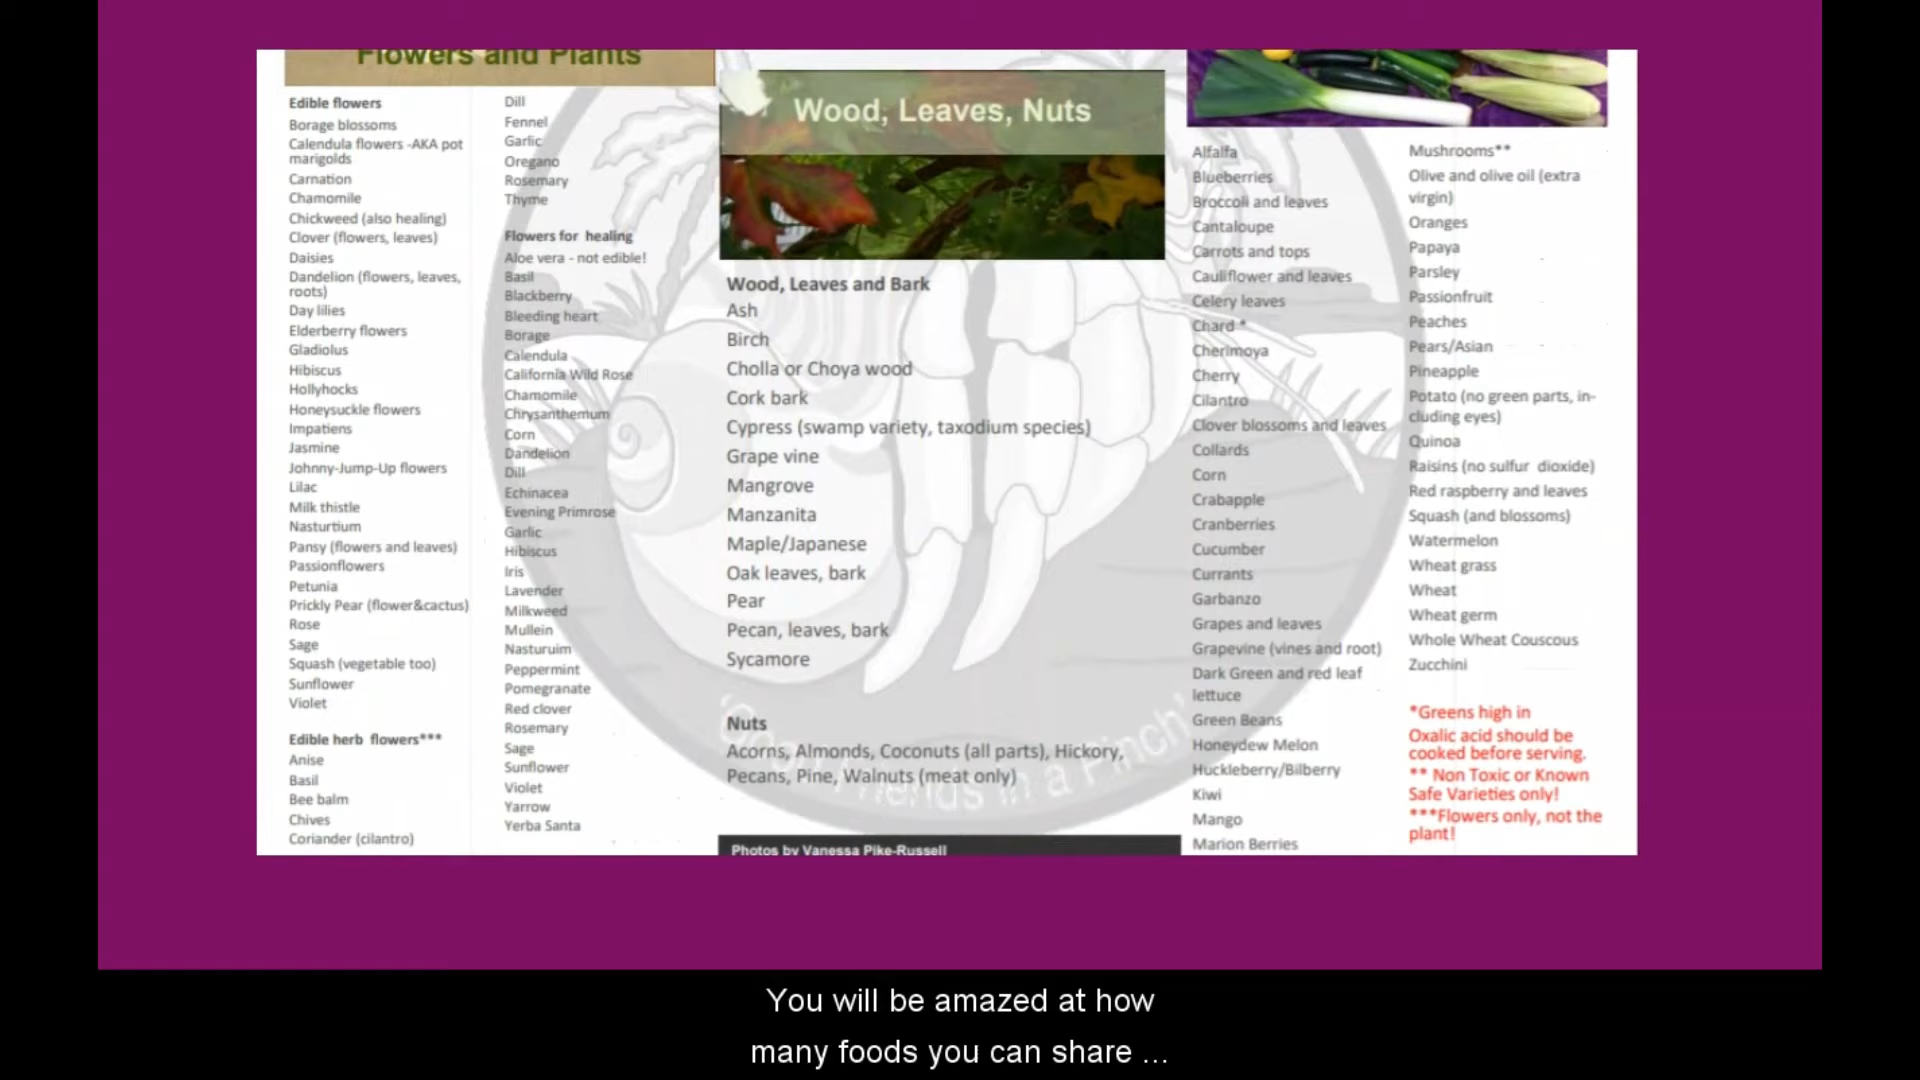 Flowers and Plants
Edible flowers
Borage blossoms
Calendula flowers -AKA pot
marigolds
Carnation
Chamomile
Chickweed (also healing)
Clover (flowers, leaves)
Daisies
Dandelion (flowers, leaves,
roots)
Day lilies
Elderberry flowers
Gladiolus
Hibiscus
Hollyhocks
Honeysuckle flowers
Impatiens
Jasmine
Johnny-Jump-Up flowers
Lilac
Milk thistle
Nasturtium
Pansy (flowers and leaves)
Passionflowers
Petunia
Prickly Pear (flower&cactus)
Rose
Sage
Squash (vegetable too)
Sunflower
Violet
Edible herb flowers***
Anise
Basil
Bee balm
Chives
Coriander (cilantro)
Dill
Fennel
Garlic
Oregano
Rosemary
Thyme
Flowers for healing
Aloe vera - not edible!
Basil
Blackberry
Bleeding heart
Borage
Calendula
California Wild Rose
Chamomile
Chrysanthemum
Corn
Dandelion
Dill
Echinacea
Evening Primrose
Garlic
Hibiscus
Iris
Lavender
Milkweed
Mullein
Nasturuim
Peppermint
Pomegranate
Red clover
Rosemary
Sage
Sunflower
Violet
Yarrow
Yerba Santa
Wood, Leaves, Nuts
Wood, Leaves and Bark
Ash
Birch
Cholla or Choya wood
Cork bark
Cypress (swamp variety, taxodium species)
Grape vine
Mangrove
Manzanita
Maple/Japanese
Oak leaves, bark
Pear
Pecan, leaves, bark
Sycamore
Nuts
Acorns, Almonds, Coconuts (all parts), Hickory,
Pecans, Pine, Walnuts (meat only)
Friends in a Pinch'
Photos by Vanessa Pike-Russell
Alfalfa
Blueberries
Broccoli and leaves
Cantaloupe
Carrots and tops
Cauliflower and leaves
Celery leaves
Chard *
Cherimoya
Cherry
Cilantro
Clover blossoms and leaves
Collards
Corn
Crabapple
Cranberries
Cucumber
Currants
Garbanzo
Grapes and leaves
Grapevine (vines and root)
Dark Green and red leaf
lettuce
Green Beans
Honeydew Melon
Huckleberry/Bilberry
Kiwi
Mango
Marion Berries
Mushrooms**
Olive and olive oil (extra
virgin)
Oranges
Papaya
Parsley
Passionfruit
Peaches
Pears/Asian
Pineapple
Potato (no green parts, in-
cluding eyes)
Quinoa
Raisins (no sulfur dioxide)
Red raspberry and leaves
Squash (and blossoms)
Watermelon
Wheat grass
Wheat
Wheat germ
Whole Wheat Couscous
Zucchini
*Greens high in
Oxalic acid should be
cooked before serving.
** Non Toxic or Known
Safe Varieties only!
***Flowers only, not the
plant!
You will be amazed at how
many foods you can share ...